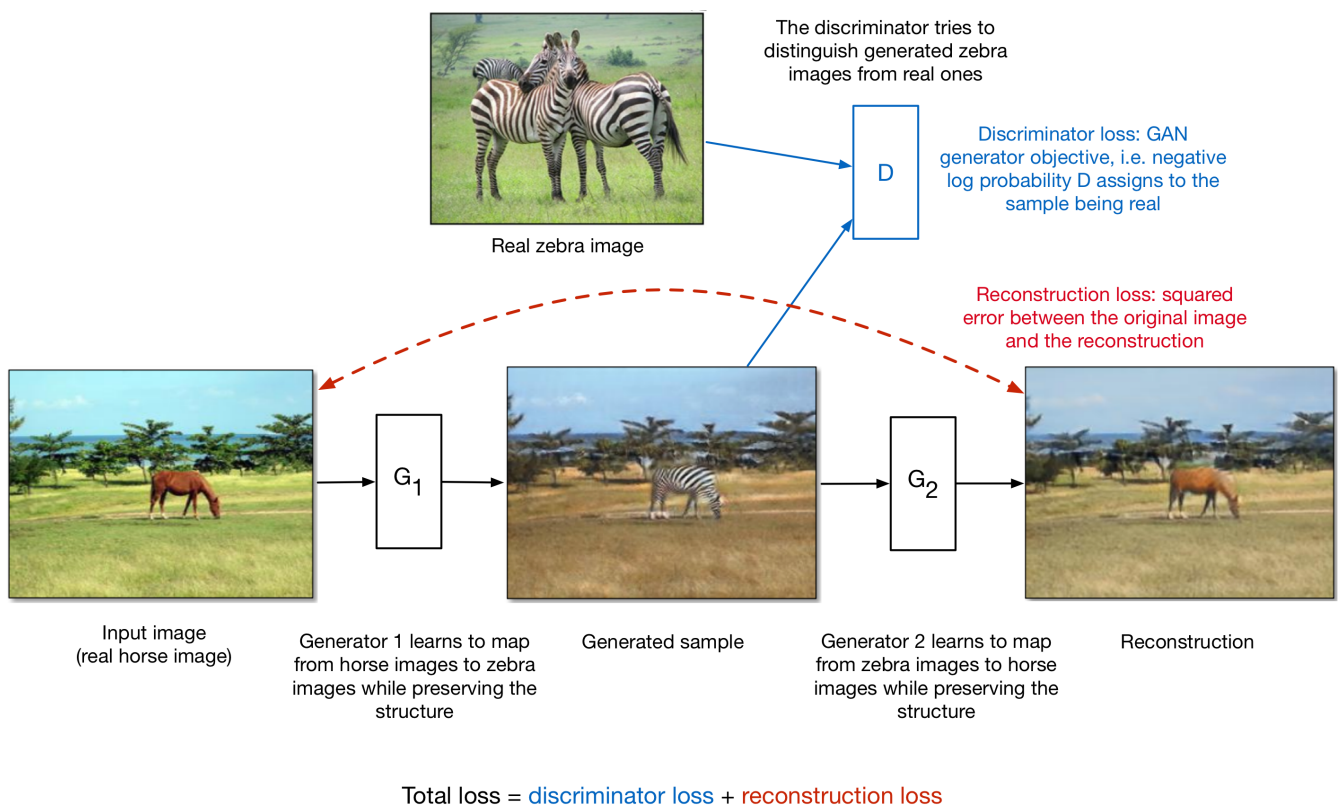 The discriminator tries to
distinguish generated zebra
images from real ones
D
Discriminator loss: GAN
generator objective, i.e. negative
log probability D assigns to the
sample being real
Real zebra image
Reconstruction loss: squared
error between the original image
and the reconstruction
G1
G2
Input image
(real horse image)
Generator 1 learns to map
from horse images to zebra
images while preserving the
structure
Generated sample
Generator 2 learns to map
from zebra images to horse
images while preserving the
structure
Reconstruction
Total loss = discriminator loss + reconstruction loss